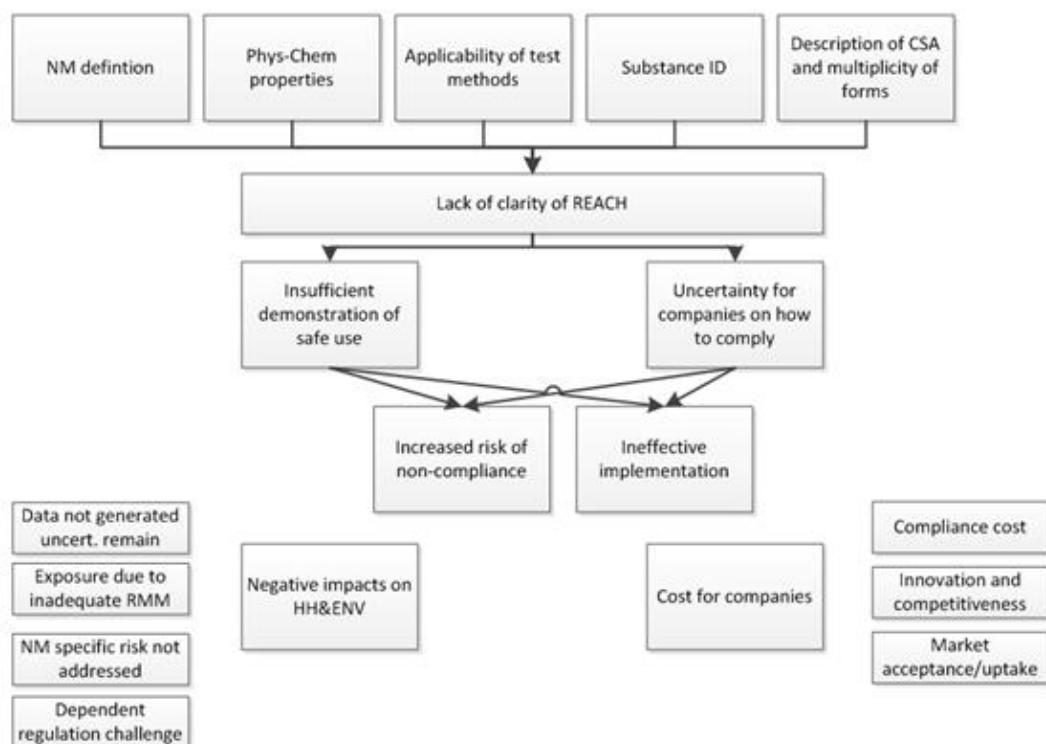 NM defintion
Phys-Chem
properties
Applicability of test
methods
Substance ID
Description of CSA
and multiplicity of
forms
Lack of clarity of REACH
Insufficient
demonstration of
safe use
Uncertainty for
companies on how
to comply
Increased risk of
non-compliance
Ineffective
implementation
Data not generated
uncert. remain
Exposure due to
inadequate RMM
NM specific risk not
addressed
Dependent
regulation challenge
Negative impacts on
HH&ENV
Cost for companies
Compliance cost
Innovation and
competitiveness
Market
acceptance/uptake